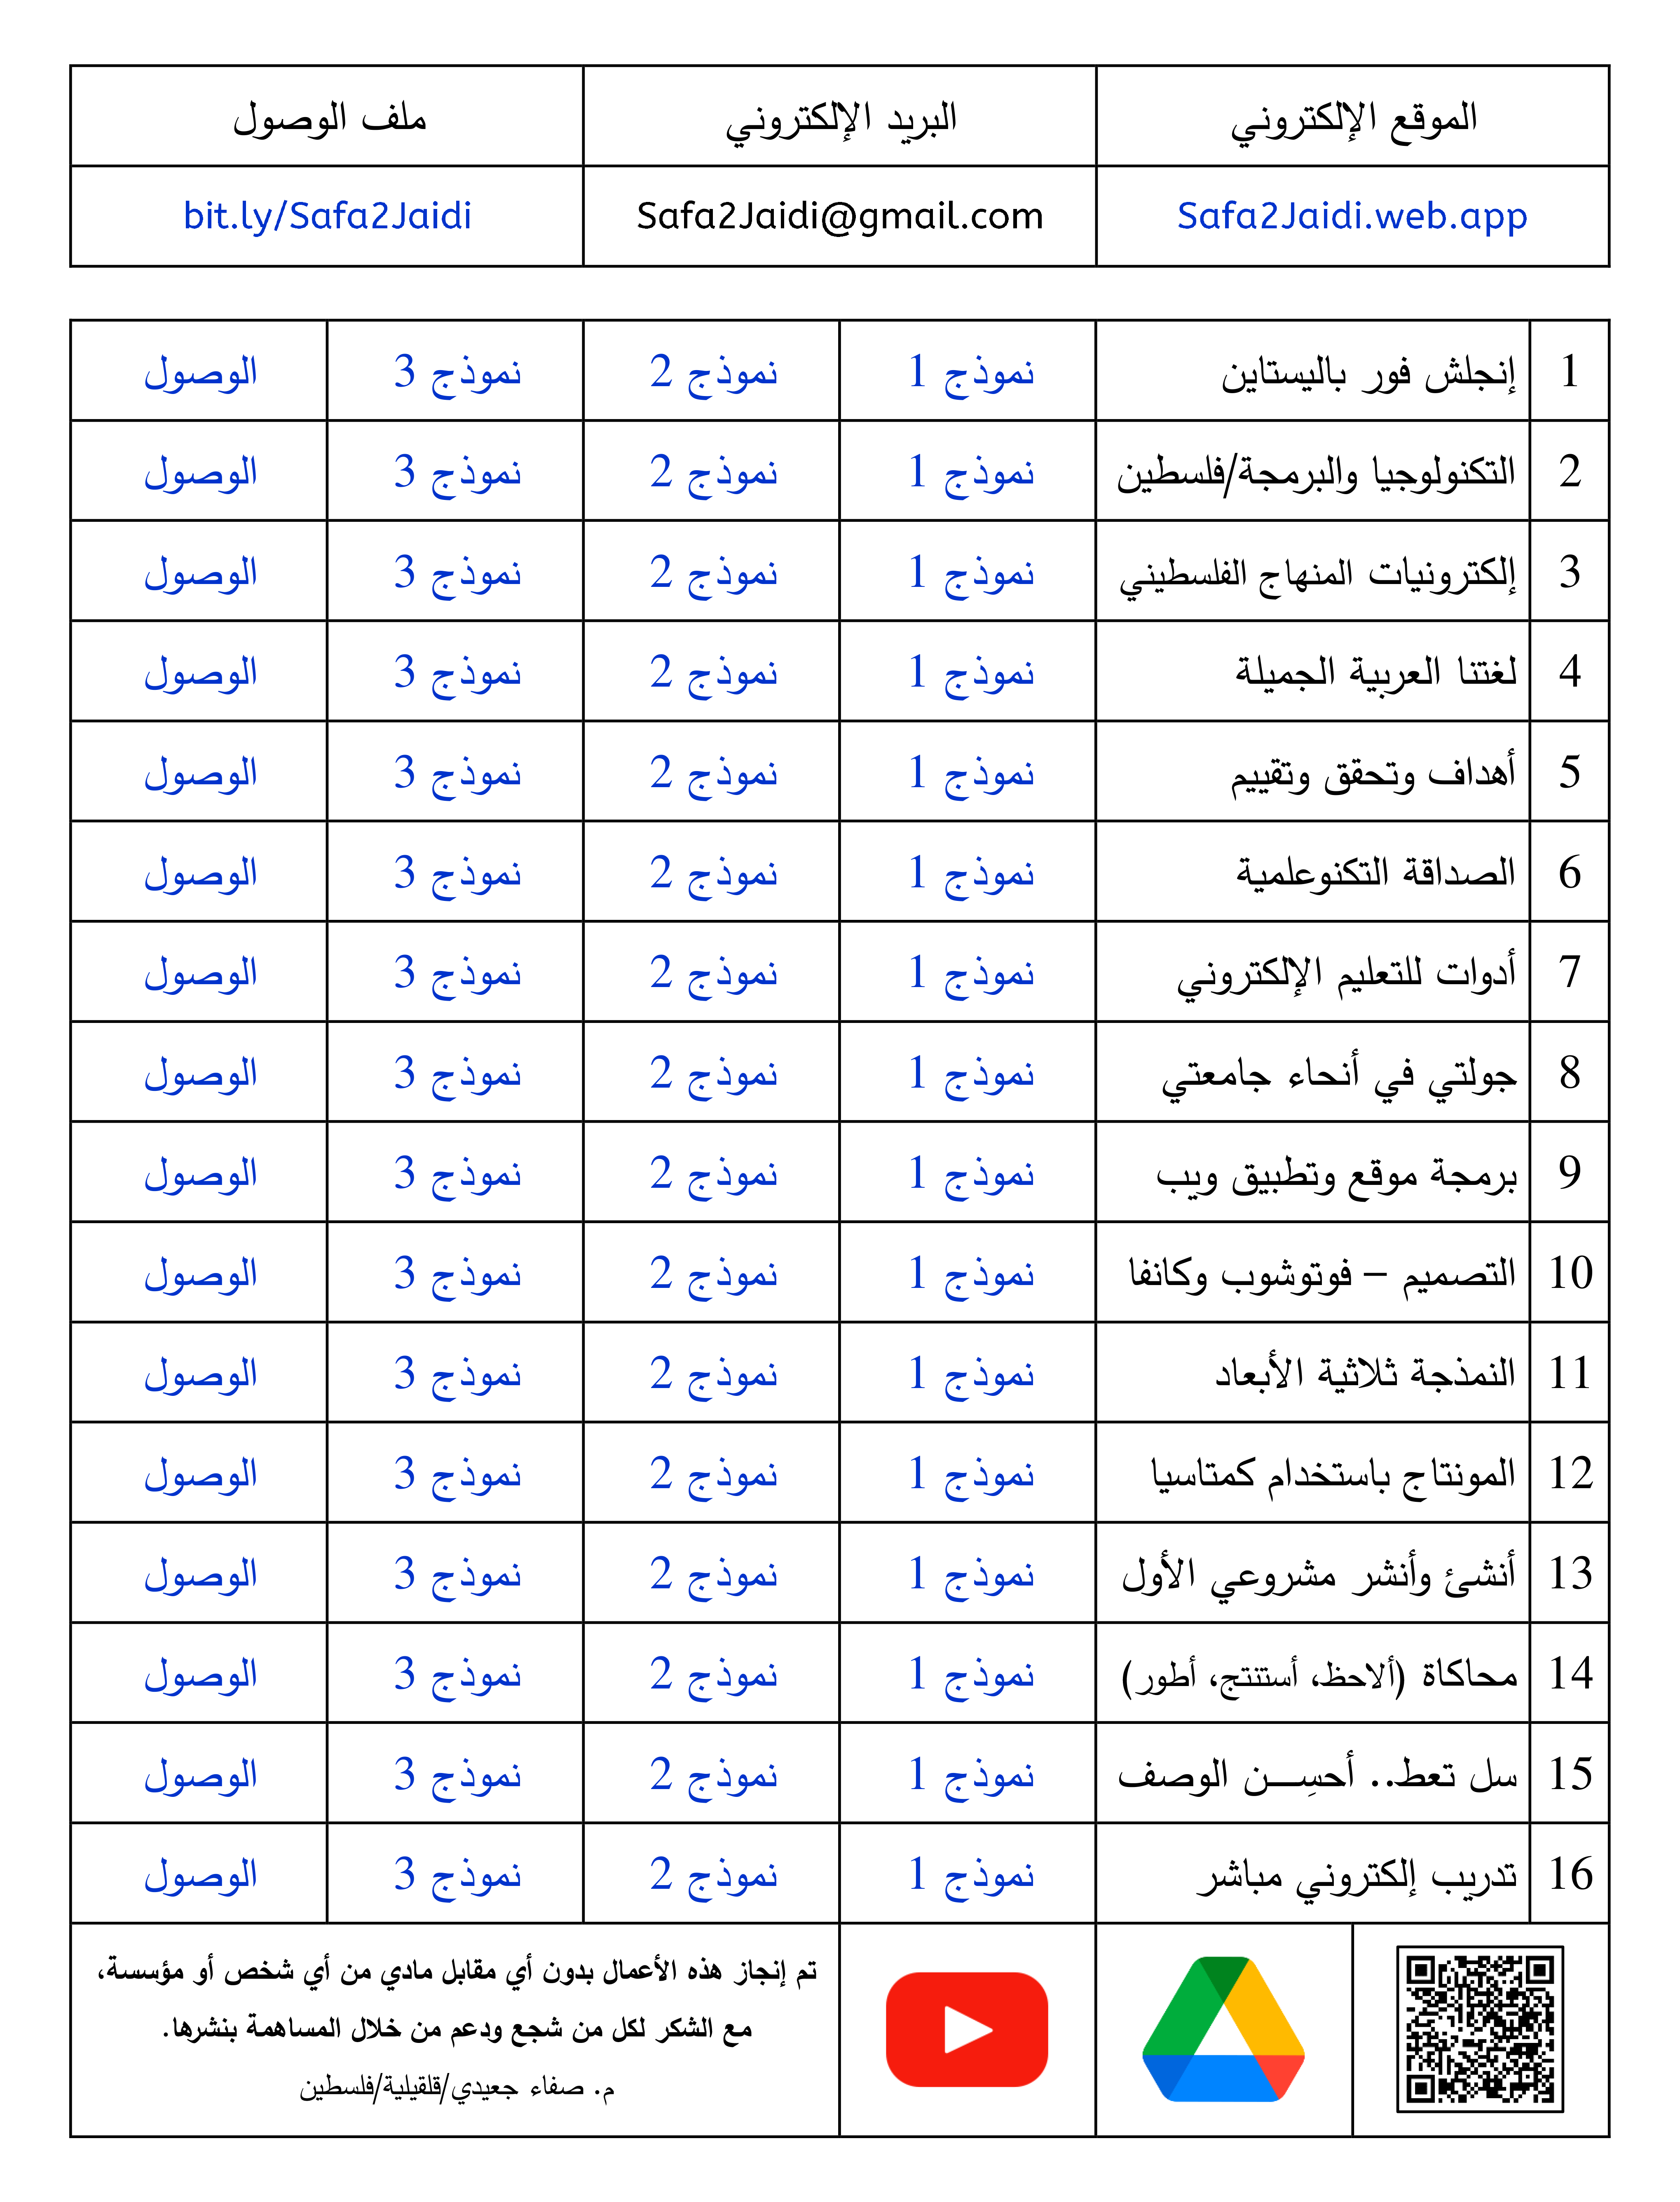 الموقع الإلكتروني البريد الإلكتروني ملف الوصول
Safa2Jaidi.web.app Safa2Jaidi@gmail.com bit.ly/Safa2Jaidi
1 إنجلش فور باليستاين نموذج 1 نموذج 2 نموذج 3 الوصول
2 التكنولوجيا والبرمجة/فلسطين نموذج 1 نموذج 2 نموذج 3 الوصول
3 إلكترونيات المنهاج الفلسطيني نموذج 1 نموذج 2 نموذج 3 الوصول
4 لغتنا العربية الجميلة نموذج 1 نموذج 2 نموذج 3 الوصول
5 أهداف وتحقق وتقييم نموذج 1 نموذج 2 نموذج 3 الوصول
6 الصداقة التكنوعلمية نموذج 1 نموذج 2 نموذج 3 الوصول
7 أدوات للتعليم الإلكتروني نموذج 1 نموذج 2 نموذج 3 الوصول
8 جولتي في أنحاء جامعتي نموذج 1 نموذج 2 نموذج 3 الوصول
9 برمجة موقع وتطبيق ويب نموذج 1 نموذج 2 نموذج 3 الوصول
10 التصميم – فوتوشوب وكانفا نموذج 1 نموذج 2 نموذج 3 الوصول
11 النمذجة ثلاثية الأبعاد نموذج 1 نموذج 2 نموذج 3 الوصول
12 المونتاج باستخدام كمتاسيا نموذج 1 نموذج 2 نموذج 3 الوصول
13 أنشئ وأنشر مشروعي الأول نموذج 1 نموذج 2 نموذج 3 الوصول
14 محاكاة (ألاحظ، أستنتج، أطور) نموذج 1 نموذج 2 نموذج 3 الوصول
15 سل تعط.. أحسِـــن الوصف نموذج 1 نموذج 2 نموذج 3 الوصول
16 تدريب إلكتروني مباشر نموذج 1 نموذج 2 نموذج 3 الوصول
تم إنجاز هذه الأعمال بدون أي مقابل مادي من أي شخص أو مؤسسة،
مع الشكر لكل من شجع ودعم من خلال المساهمة بنشرها.
م. صفاء جعيدي/قلقيلية/فلسطين